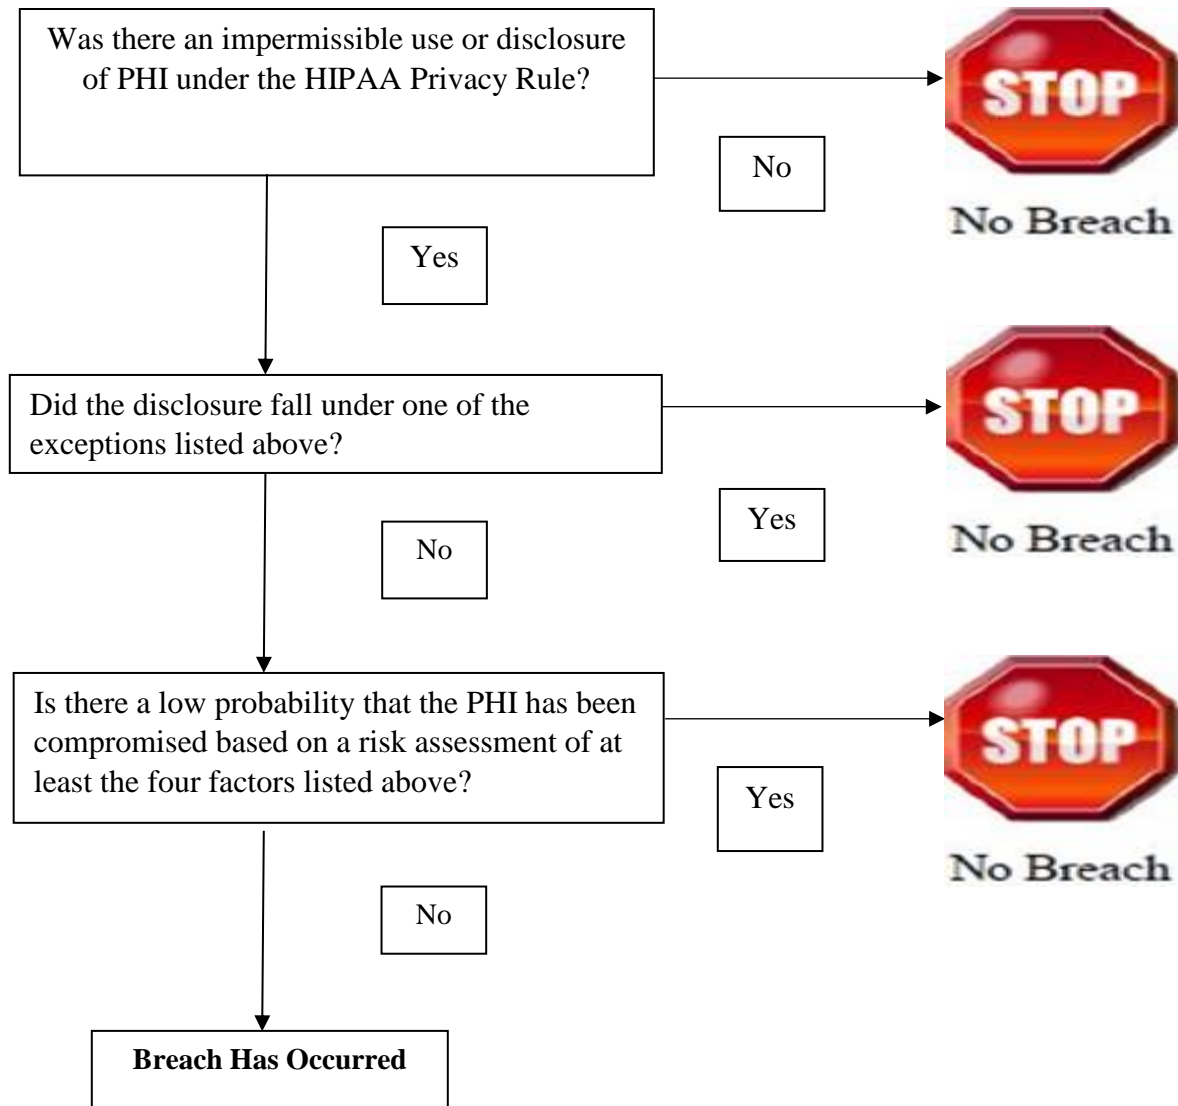 Was there an impermissible use or disclosure
of PHI under the HIPAA Privacy Rule?
STOP
No
No Breach
Yes
Did the disclosure fall under one of the
exceptions listed above?
STOP
Yes
No Breach
No
Is there a low probability that the PHI has been
compromised based on a risk assessment of at
least the four factors listed above?
STOP
Yes
No Breach
No
Breach Has Occurred